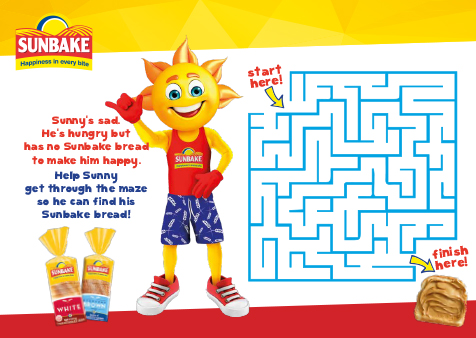 SUNBAKE
Happiness in every bite
start
here!
Sunny's sad.
He's hungry but
has no Sunbake bread
to make him happy.
Help Sunny
get through the maze
so he can find his
Sunbake bread!
SUNBAKE
SUNBAKE
SUNBAKE
WHITE
BROWN
finish
here!